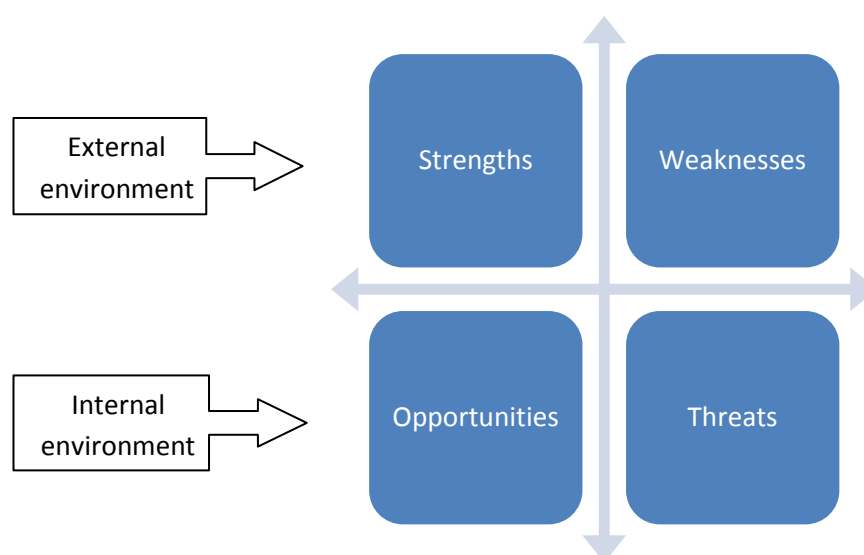 External
environment
Strengths
Weaknesses
Internal
environment
Opportunities
Threats